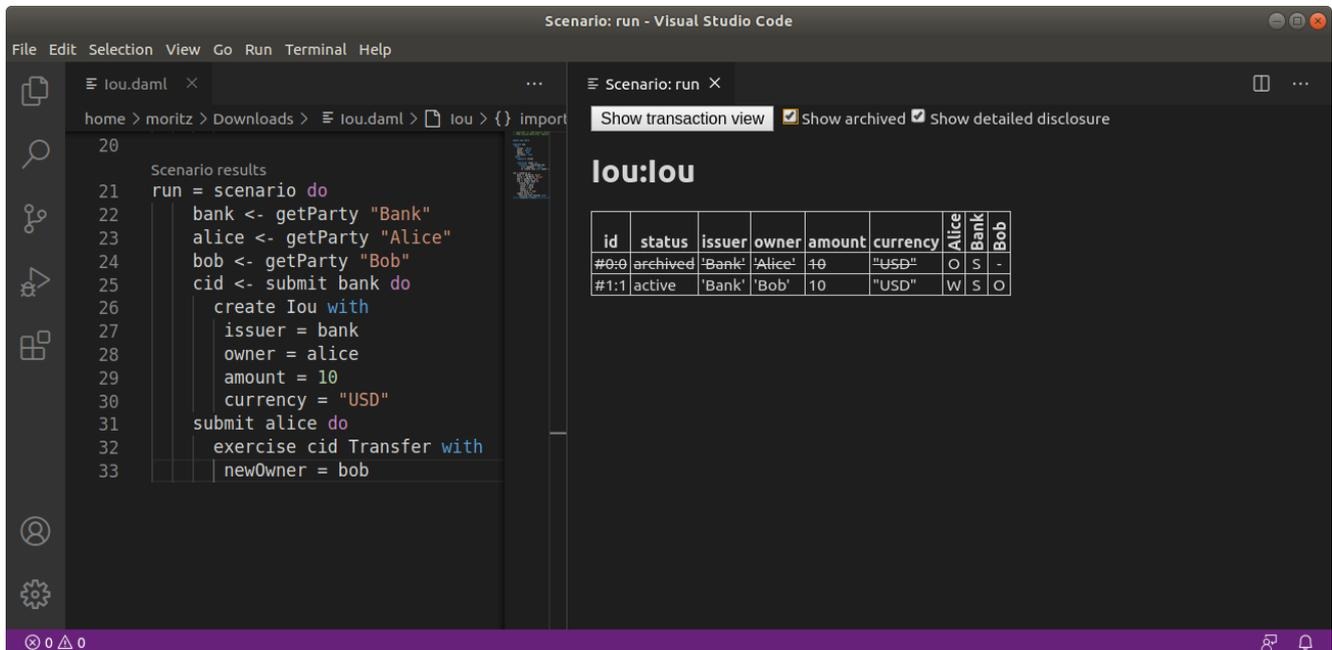 Scenario: run - Visual Studio Code
File Edit Selection View Go Run Terminal Help
Iou.daml
Scenario: run
home > moritz > Downloads > Iou.daml > Iou > {} import
Show transaction view Show archived Show detailed disclosure
20
Scenario results
21 run = scenario do
22 bank <- getParty "Bank"
23 alice <- getParty "Alice"
24 bob <- getParty "Bob"
25 cid <- submit bank do
26 create Iou with
27 issuer = bank
28 owner = alice
29 amount = 10
30 currency = "USD"
31 submit alice do
32 exercise cid Transfer with
33 newOwner = bob
Iou:Iou
id status issuer owner amount currency Alice Bank Bob
#0:0 archived 'Bank' 'Alice' 10 "USD" O S -
#1:1 active 'Bank' 'Bob' 10 "USD" W S O
0 0